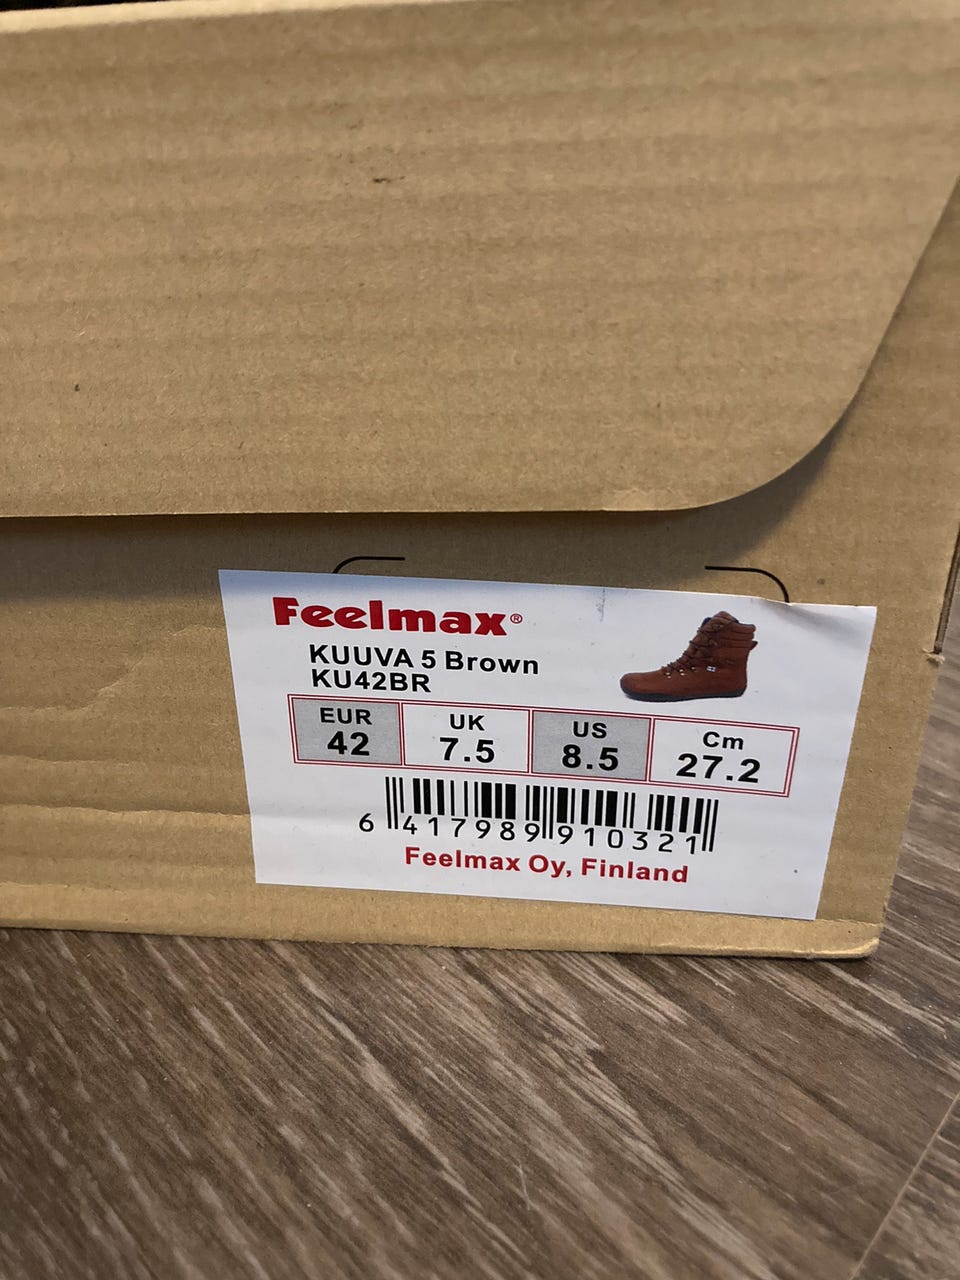 Feelmax®
KUUVA 5 Brown
KU42BR
EUR UK US Cm
42 7.5 8.5 27.2
6 417989 910321
Feelmax Oy, Finland